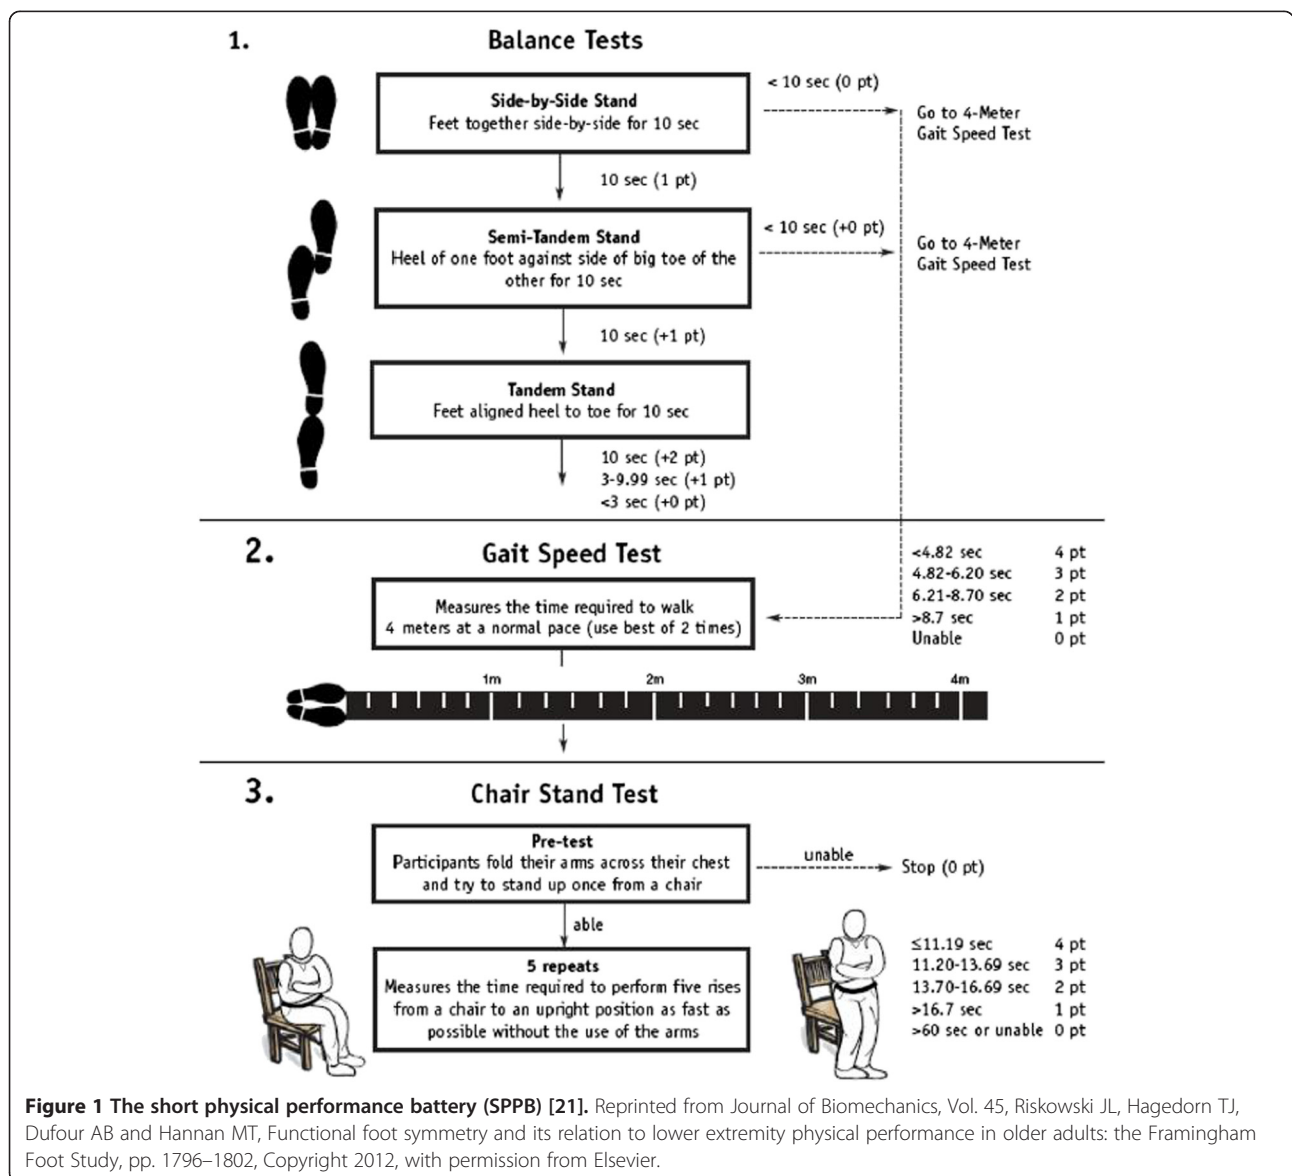 1.
Balance Tests
Side-by-Side Stand
Feet together side-by-side for 10 sec
< 10 sec (0 pt)
Go to 4-Meter
Gait Speed Test
10 sec (1 pt)
Semi-Tandem Stand
Heel of one foot against side of big toe of the
other for 10 sec
< 10 sec (+0 pt)
Go to 4-Meter
Gait Speed Test
10 sec (+1 pt)
Tandem Stand
Feet aligned heel to toe for 10 sec
10 sec (+2 pt)
3-9.99 sec (+1 pt)
<3 sec (+0 pt)
2.
Gait Speed Test
Measures the time required to walk
4 meters at a normal pace (use best of 2 times)
<4.82 sec 4 pt
4.82-6.20 sec 3 pt
6.21-8.70 sec 2 pt
>8.7 sec 1 pt
Unable 0 pt
1m 2m 3m 4m
3.
Chair Stand Test
Pre-test
Participants fold their arms across their chest
and try to stand up once from a chair
unable
Stop (0 pt)
able
5 repeats
Measures the time required to perform five rises
from a chair to an upright position as fast as
possible without the use of the arms
≤11.19 sec 4 pt
11.20-13.69 sec 3 pt
13.70-16.69 sec 2 pt
>16.7 sec 1 pt
>60 sec or unable 0 pt
Figure 1 The short physical performance battery (SPPB) [21]. Reprinted from Journal of Biomechanics, Vol. 45, Riskowski JL, Hagedorn TJ,
Dufour AB and Hannan MT, Functional foot symmetry and its relation to lower extremity physical performance in older adults: the Framingham
Foot Study, pp. 1796–1802, Copyright 2012, with permission from Elsevier.